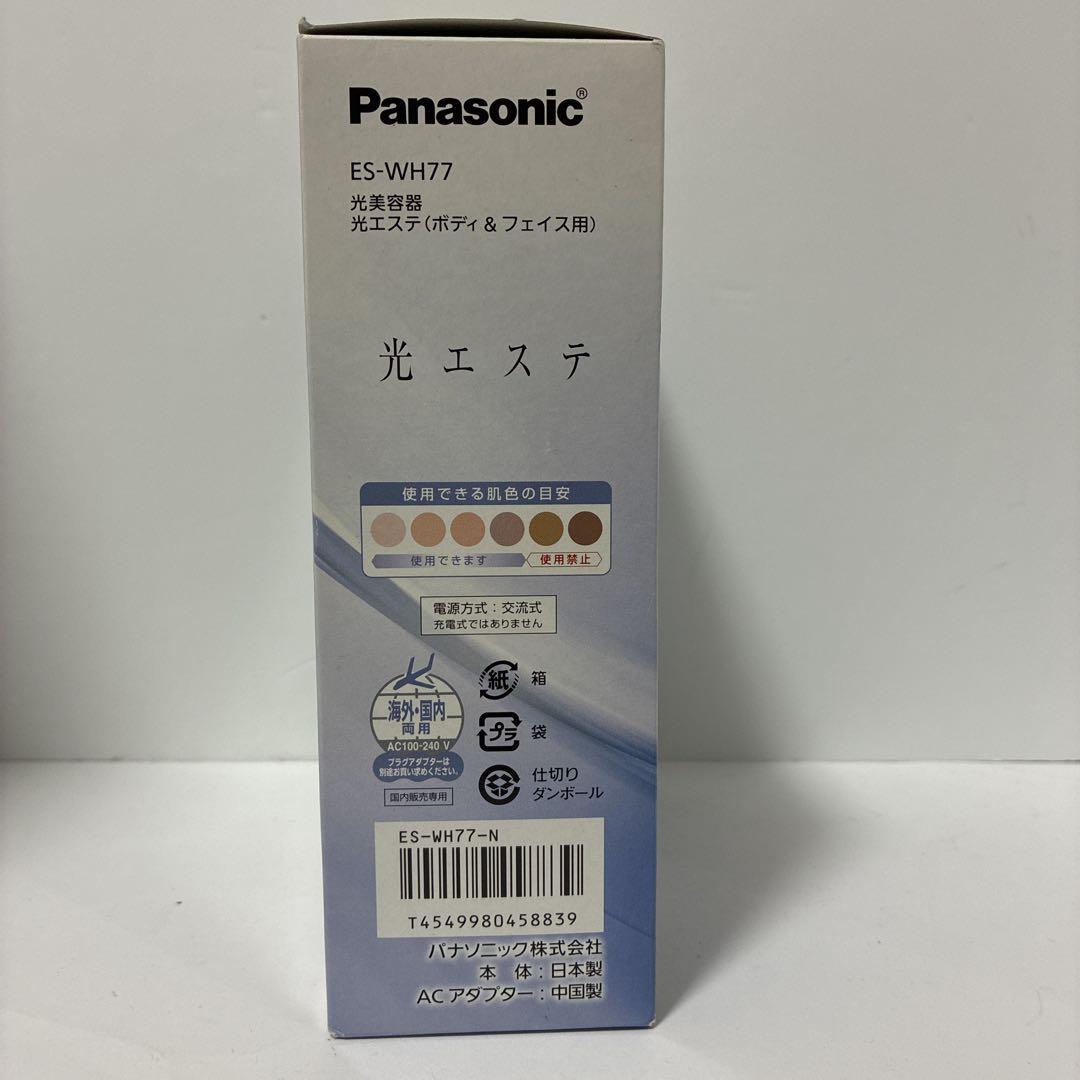 Panasonic®
ES-WH77
光美容器
光エステ(ボディ&フェイス用)
光エステ
使用できる肌色の目安
使用できます
使用禁止
電源方式:交流式
充電式ではありません
海外・国内
両用
AC100-240 V
プラグアダプターは
別途お買い求めください。
国内販売専用
紙 箱
プラ 袋
仕切り
ダンボール
ES-WH77-N
T4549980458839
パナソニック株式会社
本 体:日本製
ACアダプター:中国製